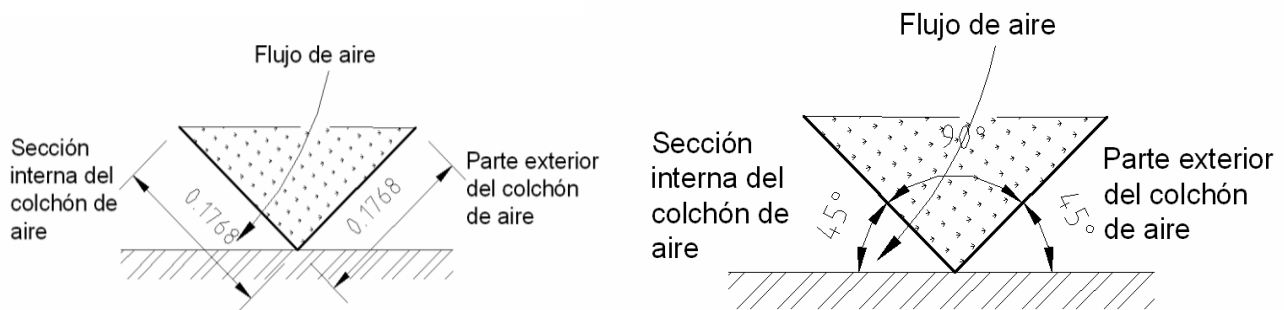 Flujo de aire
Sección
interna del
colchón de
aire
0.1768
0.1768
Parte exterior
del colchón
de aire
Flujo de aire
Sección
interna del
colchón de
aire
45°
90°
45°
Parte exterior
del colchón
de aire